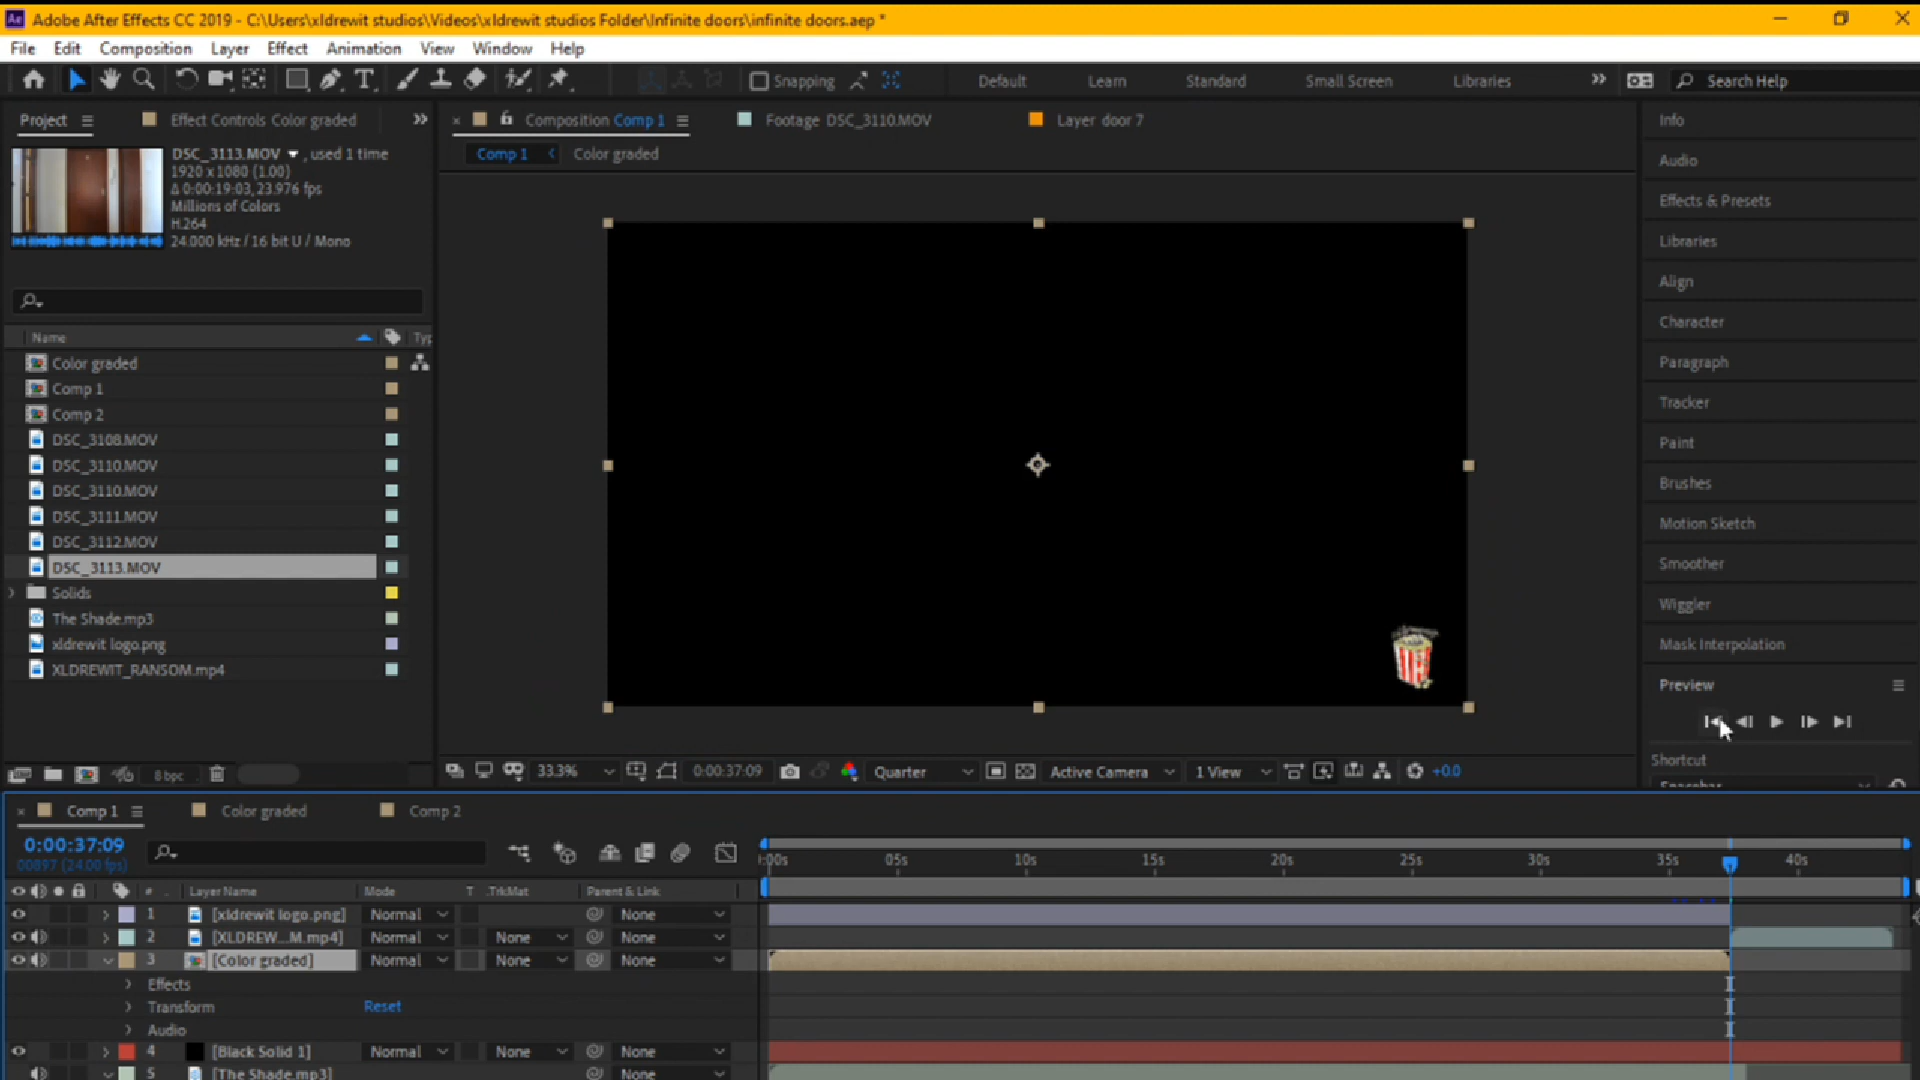 Adobe After Effects CC 2019 - C:\Users\xldrewit studios\Videos\xldrewit studios Folder\Infinite doors\infinite doors.aep *
File Edit Composition Layer Effect Animation View Window Help
Snapping Default Learn Standard Small Screen Libraries Search Help
Project Effect Controls Color graded
DSC_3113.MOV , used 1 time
1920 x 1080 (1.00)
Δ 0:00:19:03, 23.976 fps
Millions of Colors
H.264
24.000 kHz / 16 bit U / Mono
Name Typ
Color graded
Comp 1
Comp 2
DSC_3108.MOV
DSC_3110.MOV
DSC_3110.MOV
DSC_3111.MOV
DSC_3112.MOV
DSC_3113.MOV
Solids
The Shade.mp3
xldrewit logo.png
XLDREWIT_RANSOM.mp4
8 bpc
Composition Comp 1 Footage DSC_3110.MOV Layer door 7
Comp 1 Color graded
33.3% 0:00:37:09 Quarter Active Camera 1 View +0.0
Info
Audio
Effects & Presets
Libraries
Align
Character
Paragraph
Tracker
Paint
Brushes
Motion Sketch
Smoother
Wiggler
Mask Interpolation
Preview
Shortcut
Spacebar
Comp 1 Color graded Comp 2
0:00:37:09
00897 (24.00 fps)
:00s 05s 10s 15s 20s 25s 30s 35s 40s
# Layer Name Mode T .TrkMat Parent & Link
1 [xldrewit logo.png] Normal None
2 [XLDREW...M.mp4] Normal None None
3 [Color graded] Normal None None
Effects
Transform Reset
Audio
4 [Black Solid 1] Normal None None
5 [The Shade.mp3] None